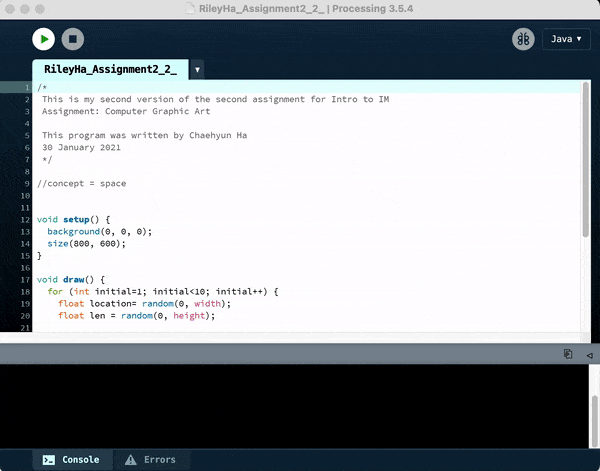 RileyHa_Assignment2_2_ | Processing 3.5.4
Java ▼
RileyHa_Assignment2_2_ ▼
1 /*
2 This is my second version of the second assignment for Intro to IM
3 Assignment: Computer Graphic Art
4
5 This program was written by Chaehyun Ha
6 30 January 2021
7 */
8
9 //concept = space
10
11
12 void setup() {
13 background(0, 0, 0);
14 size(800, 600);
15 }
16
17 void draw() {
18 for (int initial=1; initial<10; initial++) {
19 float location= random(0, width);
20 float len = random(0, height);
21
Console Errors